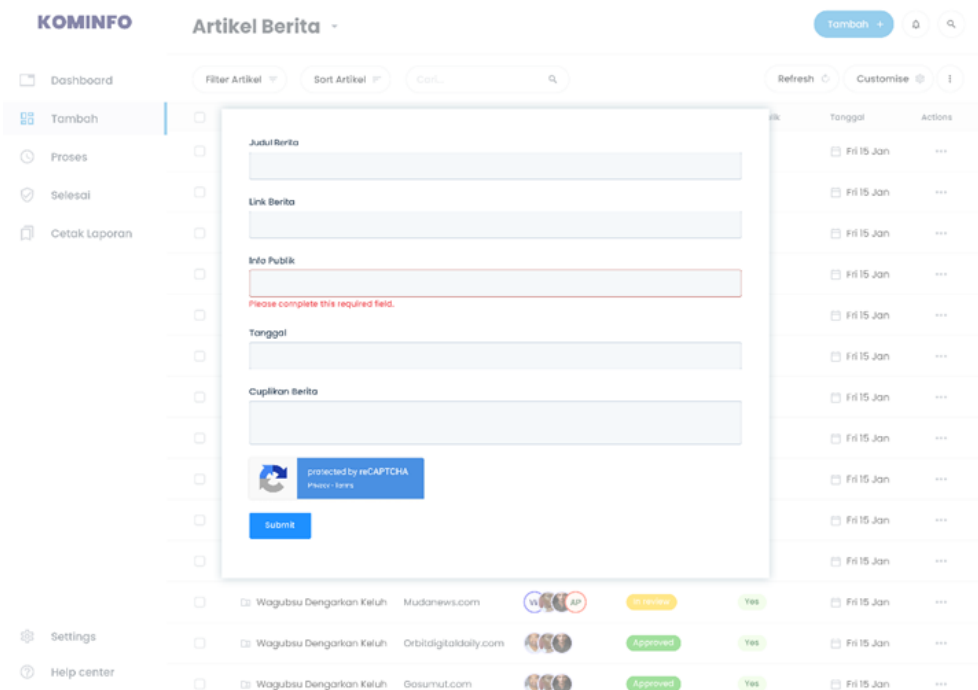 KOMINFO
Artikel Berita
Tambah +
Dashboard
Filter Artikel
Sort Artikel
Cari...
Refresh
Customise
Tambah
Tanggal
Actions
Proses
Selesai
Cetak Laporan
Judul Berita
Link Berita
Info Publik
Please complete this required field.
Tanggal
Cuplikan Berita
protected by reCAPTCHA
Privacy - Terms
Submit
Fri 15 Jan
Fri 15 Jan
Fri 15 Jan
Fri 15 Jan
Fri 15 Jan
Fri 15 Jan
Fri 15 Jan
Fri 15 Jan
Fri 15 Jan
Fri 15 Jan
Fri 15 Jan
Wagubsu Dengarkan Keluh Mudanews.com AP In review Yes Fri 15 Jan
Settings
Wagubsu Dengarkan Keluh Orbitdigitaldaily.com Approved Yes Fri 15 Jan
Help center
Wagubsu Dengarkan Keluh Gosumut.com Approved Yes Fri 15 Jan